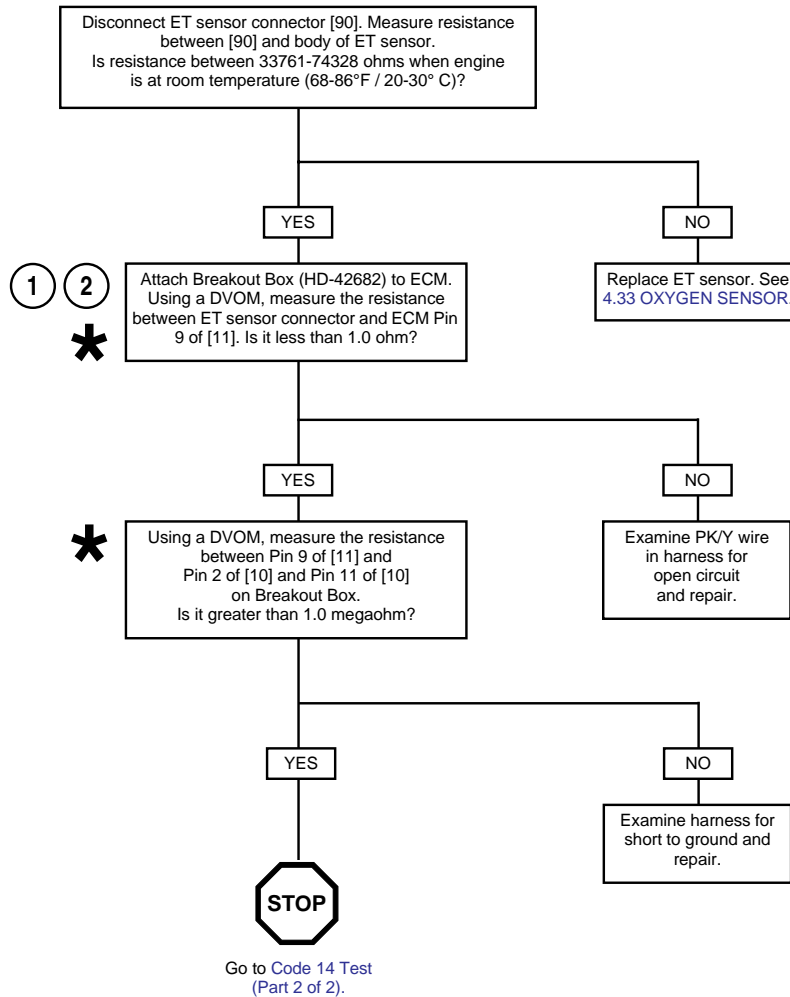 Disconnect ET sensor connector [90]. Measure resistance
between [90] and body of ET sensor.
Is resistance between 33761-74328 ohms when engine
is at room temperature (68-86°F / 20-30° C)?
YES
NO
1 2
Attach Breakout Box (HD-42682) to ECM.
Using a DVOM, measure the resistance
between ET sensor connector and ECM Pin
9 of [11]. Is it less than 1.0 ohm?
*
Replace ET sensor. See
4.33 OXYGEN SENSOR.
YES
NO
*
Using a DVOM, measure the resistance
between Pin 9 of [11] and
Pin 2 of [10] and Pin 11 of [10]
on Breakout Box.
Is it greater than 1.0 megaohm?
Examine PK/Y wire
in harness for
open circuit
and repair.
YES
NO
Examine harness for
short to ground and
repair.
STOP
Go to Code 14 Test
(Part 2 of 2).